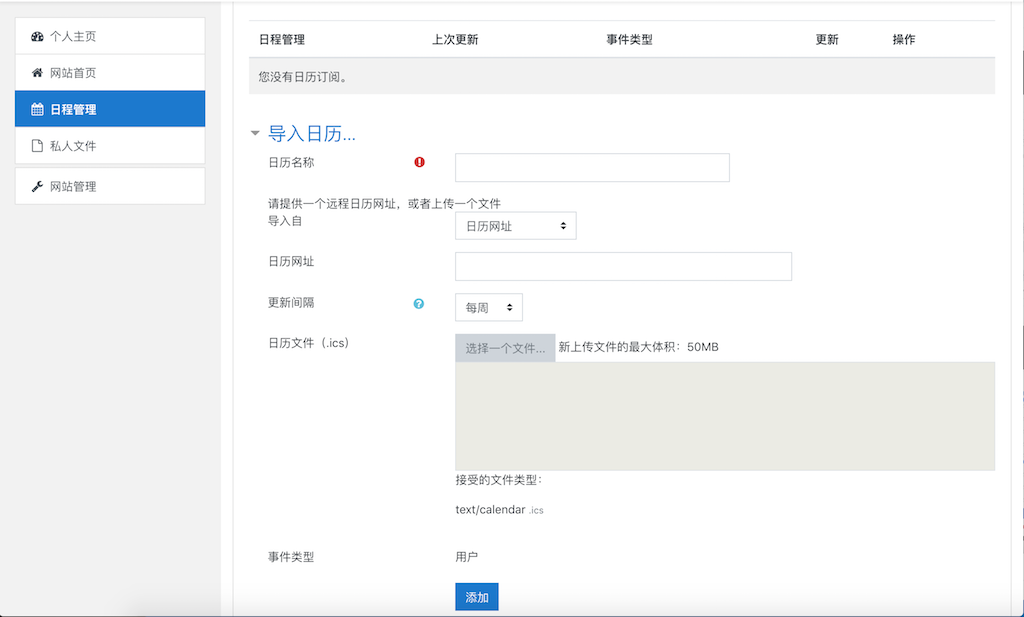 个人主页
网站首页
日程管理
私人文件
网站管理
日程管理 上次更新 事件类型 更新 操作
您没有日历订阅。
导入日历...
日历名称
请提供一个远程日历网址，或者上传一个文件
导入自 日历网址
日历网址
更新间隔 每周
日历文件（.ics） 选择一个文件... 新上传文件的最大体积：50MB
接受的文件类型：
text/calendar .ics
事件类型 用户
添加